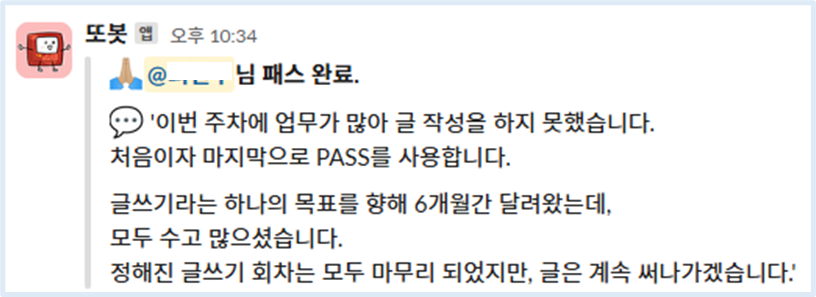 또봇 앱 오후 10:34
🙏 @ 님 패스 완료.
💬 '이번 주차에 업무가 많아 글 작성을 하지 못했습니다.
처음이자 마지막으로 PASS를 사용합니다.
글쓰기라는 하나의 목표를 향해 6개월간 달려왔는데,
모두 수고 많으셨습니다.
정해진 글쓰기 회차는 모두 마무리 되었지만, 글은 계속 써나가겠습니다.'